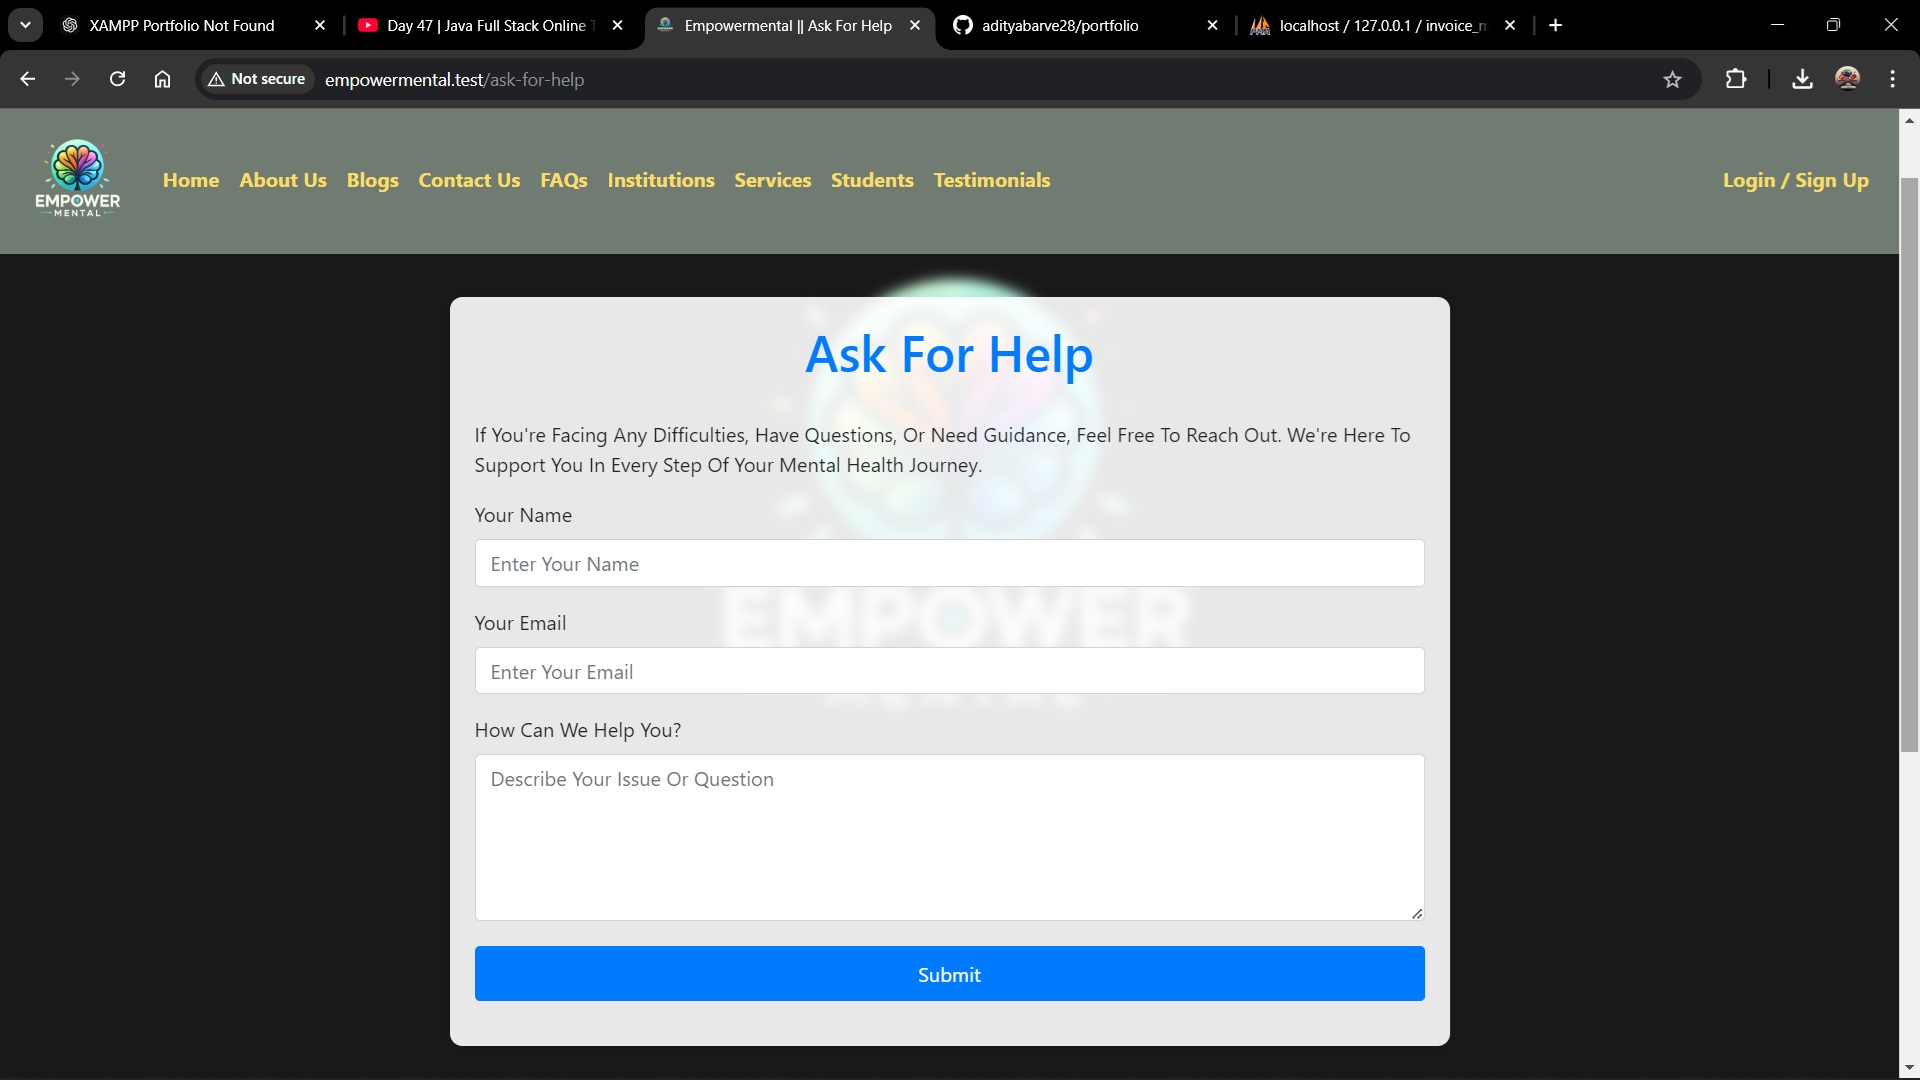 XAMPP Portfolio Not Found
Day 47 | Java Full Stack Online
Empowermental || Ask For Help
adityabarve28/portfolio
localhost / 127.0.0.1 / invoice_m
Not secure
empowermental.test/ask-for-help
EMPOWER
MENTAL
Home
About Us
Blogs
Contact Us
FAQs
Institutions
Services
Students
Testimonials
Login / Sign Up
Ask For Help
If You're Facing Any Difficulties, Have Questions, Or Need Guidance, Feel Free To Reach Out. We're Here To
Support You In Every Step Of Your Mental Health Journey.
Your Name
Enter Your Name
EMPOWER
Your Email
Enter Your Email
MENTAL
How Can We Help You?
Describe Your Issue Or Question
Submit